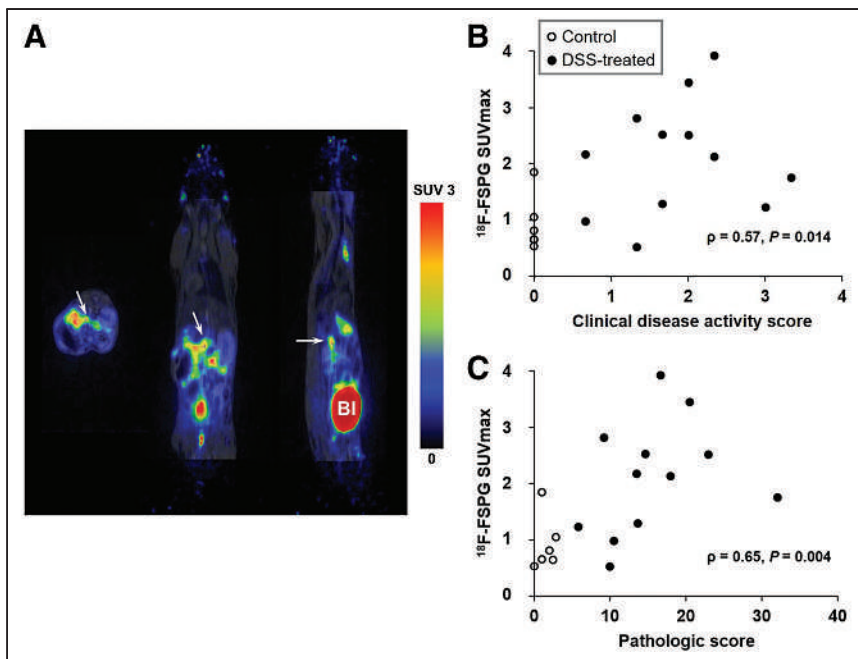 A
SUV 3
0
BI
B
Control
DSS-treated
4
3
2
1
0
¹⁸F-FSPG SUVmax
ρ = 0.57, P = 0.014
0 1 2 3 4
Clinical disease activity score
C
4
3
2
1
0
¹⁸F-FSPG SUVmax
ρ = 0.65, P = 0.004
0 10 20 30 40
Pathologic score